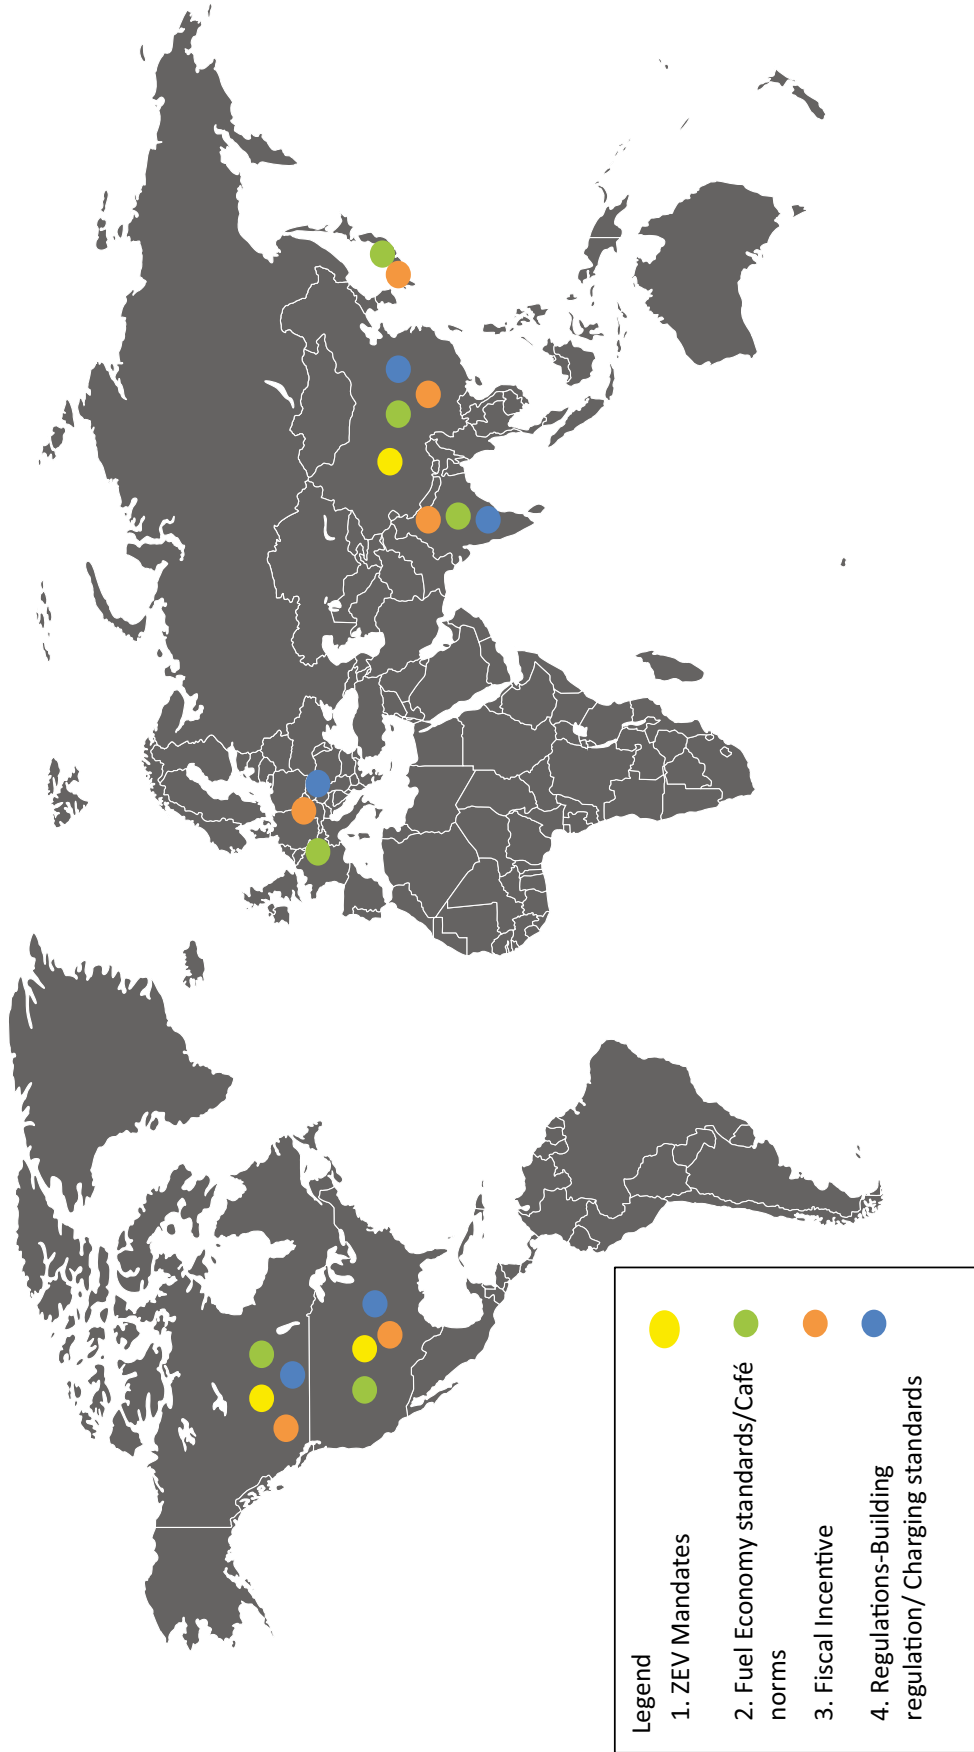 Legend
1. ZEV Mandates
2. Fuel Economy standards/Café
norms
3. Fiscal Incentive
4. Regulations-Building
regulation/ Charging standards